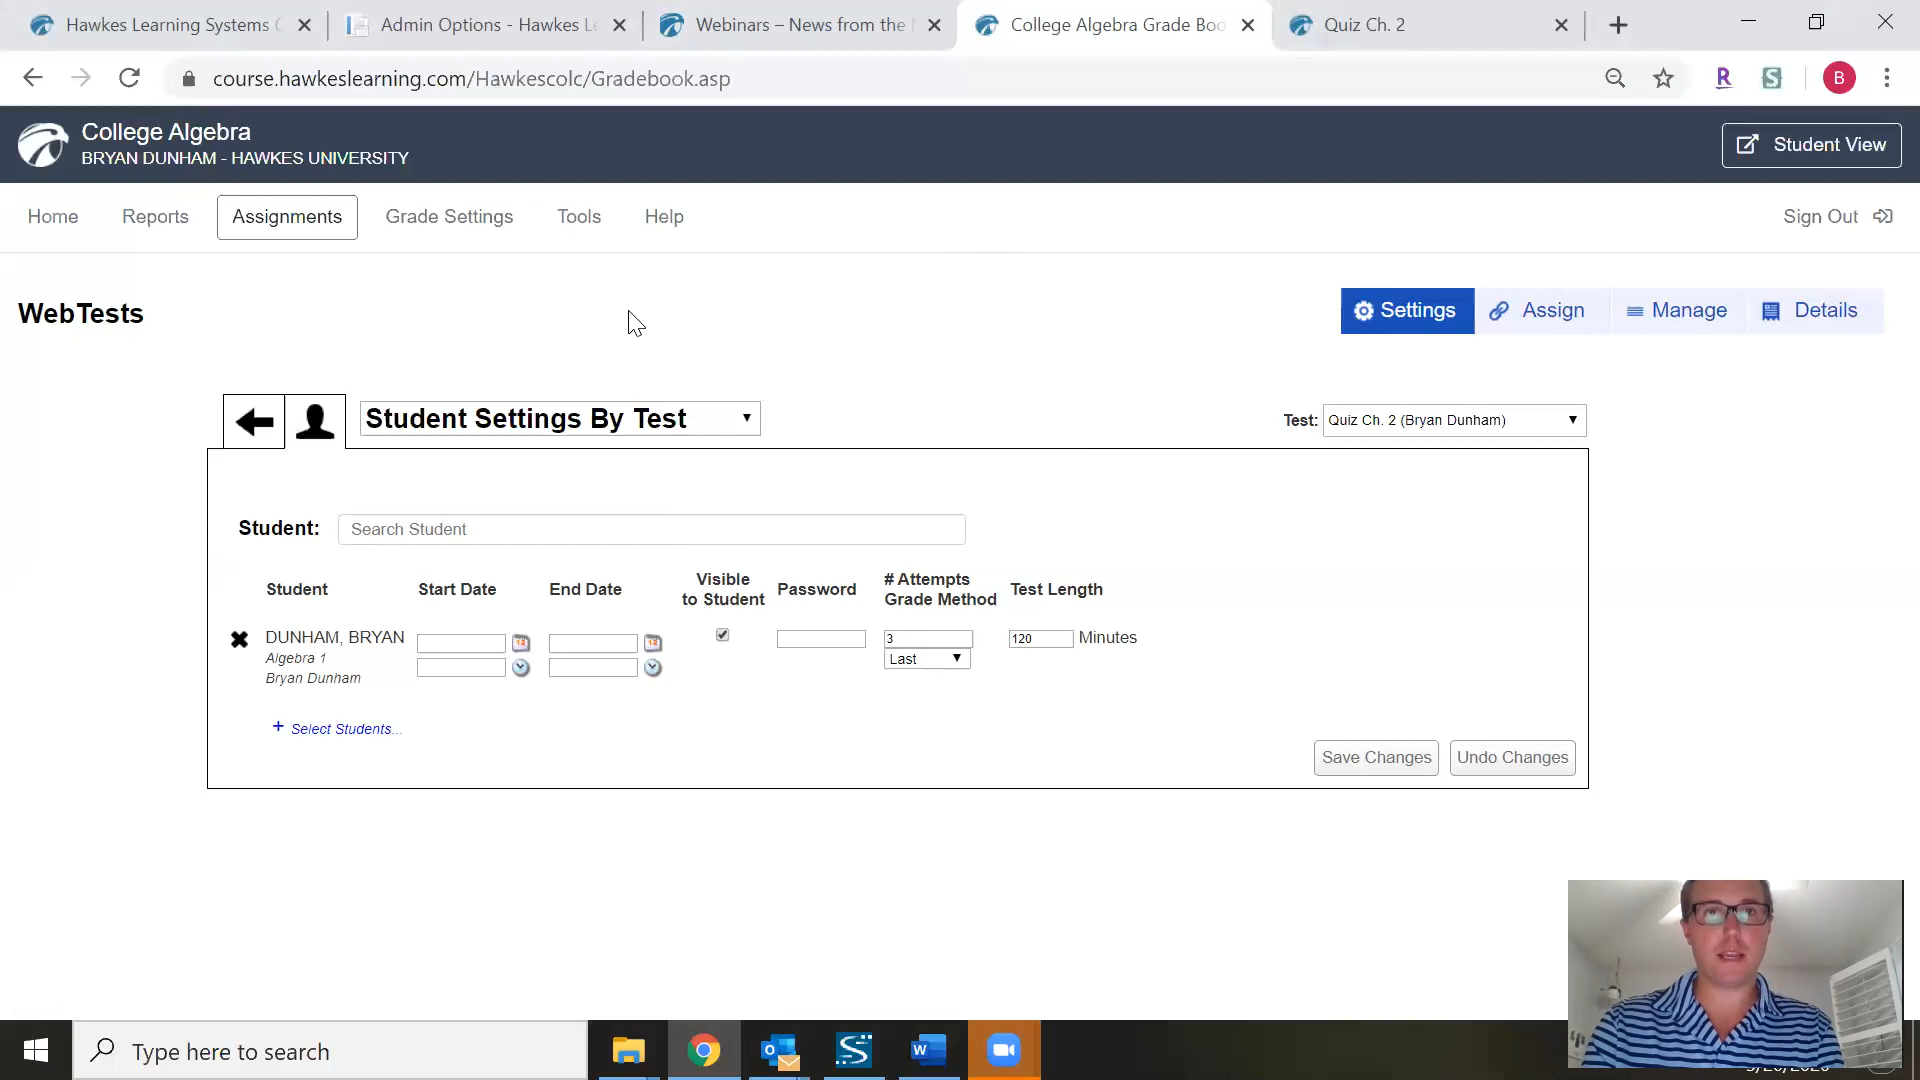 Hawkes Learning Systems C
Admin Options - Hawkes Le
Webinars – News from the
College Algebra Grade Boo
Quiz Ch. 2
course.hawkeslearning.com/Hawkescolc/Gradebook.asp
R
S
B
College Algebra
BRYAN DUNHAM - HAWKES UNIVERSITY
Student View
Home
Reports
Assignments
Grade Settings
Tools
Help
Sign Out
WebTests
Settings
Assign
Manage
Details
Student Settings By Test
Test: Quiz Ch. 2 (Bryan Dunham)
Student: Search Student
Student
Start Date
End Date
Visible
to Student
Password
# Attempts
Grade Method
Test Length
DUNHAM, BRYAN
Algebra 1
Bryan Dunham
12
12
3
Last
120 Minutes
+ Select Students...
Save Changes
Undo Changes
Type here to search